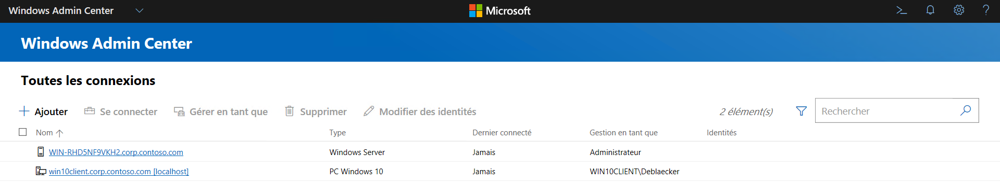 Windows Admin Center Microsoft
Windows Admin Center
Toutes les connexions
Ajouter Se connecter Gérer en tant que Supprimer Modifier des identités 2 élément(s) Rechercher
Nom Type Dernier connecté Gestion en tant que Identités
WIN-RHD5NF9VKH2.corp.contoso.com Windows Server Jamais Administrateur
win10client.corp.contoso.com [localhost] PC Windows 10 Jamais WIN10CLIENT\Deblaecker